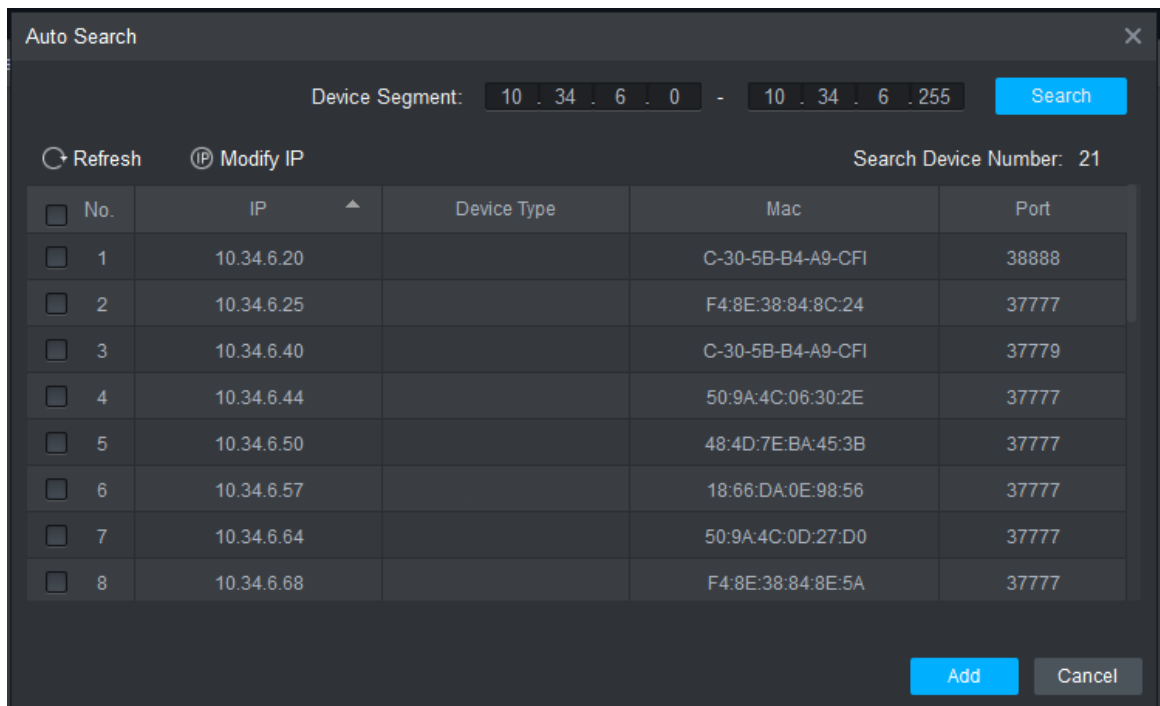 Auto Search
Device Segment: 10 . 34 . 6 . 0 - 10 . 34 . 6 . 255 Search
Refresh IP Modify IP Search Device Number: 21
No. IP Device Type Mac Port
1 10.34.6.20 C-30-5B-B4-A9-CFI 38888
2 10.34.6.25 F4:8E:38:84:8C:24 37777
3 10.34.6.40 C-30-5B-B4-A9-CFI 37779
4 10.34.6.44 50:9A:4C:06:30:2E 37777
5 10.34.6.50 48:4D:7E:BA:45:3B 37777
6 10.34.6.57 18:66:DA:0E:98:56 37777
7 10.34.6.64 50:9A:4C:0D:27:D0 37777
8 10.34.6.68 F4:8E:38:84:8E:5A 37777
Add Cancel